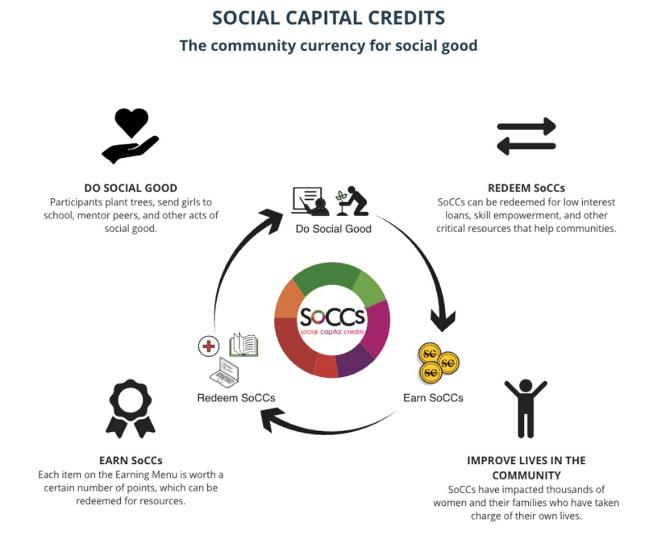 SOCIAL CAPITAL CREDITS
The community currency for social good
DO SOCIAL GOOD
Participants plant trees, send girls to
school, mentor peers, and other acts of
social good.
REDEEM SoCCs
SoCCs can be redeemed for low interest
loans, skill empowerment, and other
critical resources that help communities.
Do Social Good
SoCCs
social capital credits
SC
SC
SC
Redeem SoCCs
Earn SoCCs
EARN SoCCs
Each item on the Earning Menu is worth a
certain number of points, which can be
redeemed for resources.
IMPROVE LIVES IN THE
COMMUNITY
SoCCs have impacted thousands of
women and their families who have taken
charge of their own lives.